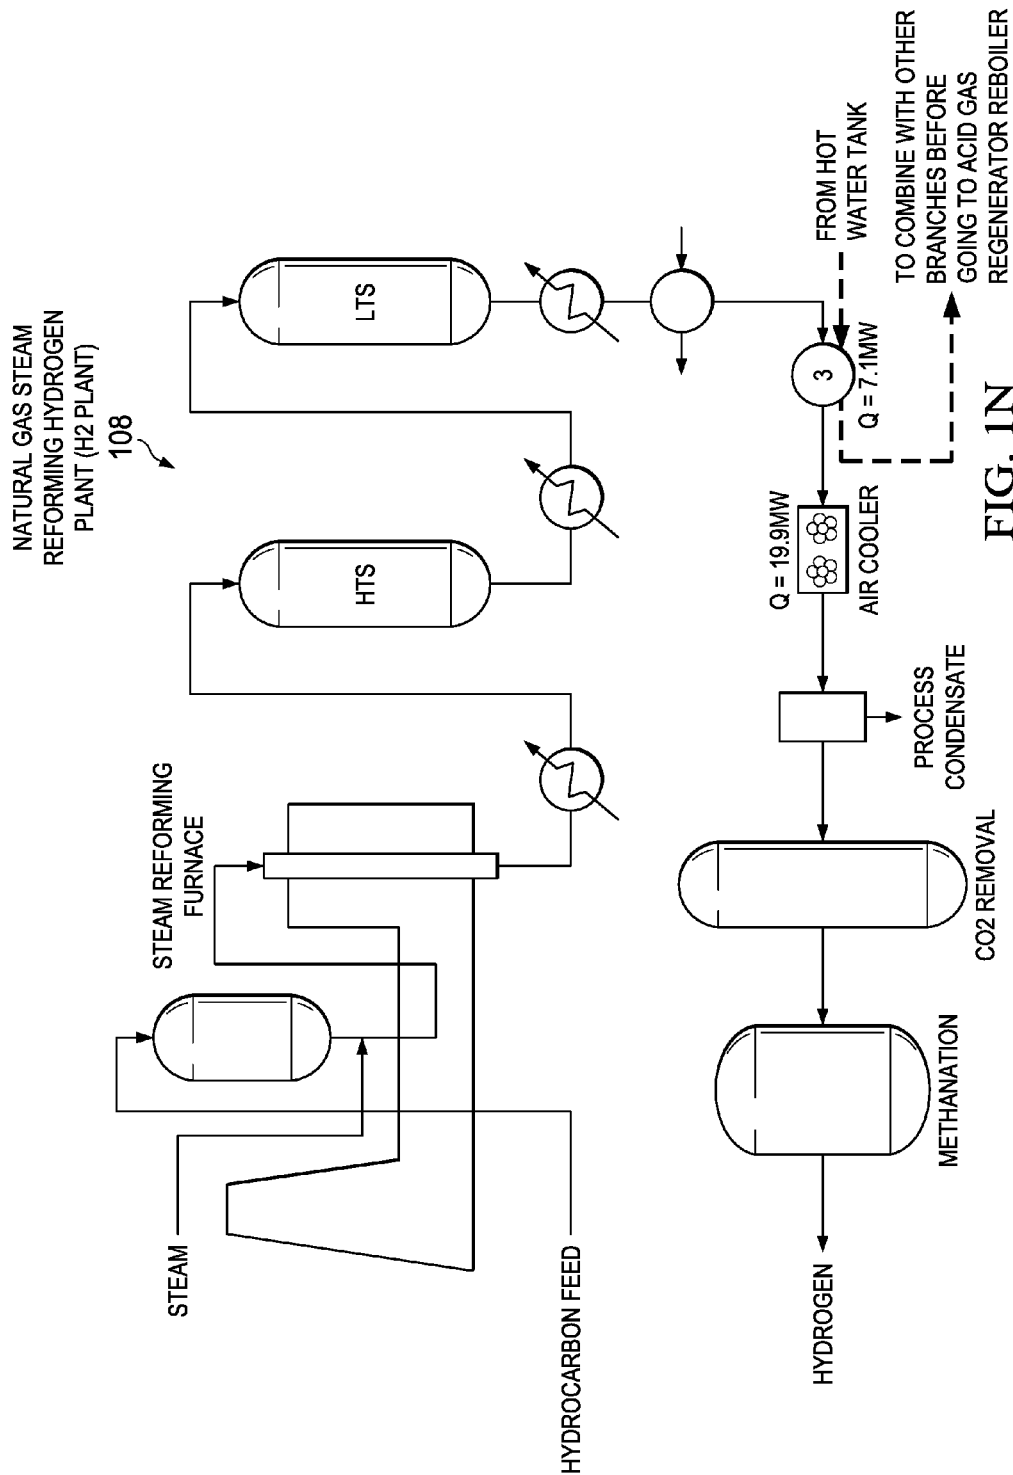 NATURAL GAS STEAM
REFORMING HYDROGEN
PLANT (H2 PLANT)
108
STEAM REFORMING
FURNACE
STEAM
HYDROCARBON FEED
HTS
LTS
FROM HOT
WATER TANK
TO COMBINE WITH OTHER
BRANCHES BEFORE
GOING TO ACID GAS
REGENERATOR REBOILER
3
Q = 7.1MW
Q = 19.9MW
AIR COOLER
PROCESS
CONDENSATE
CO2 REMOVAL
METHANATION
HYDROGEN
FIG. 1N